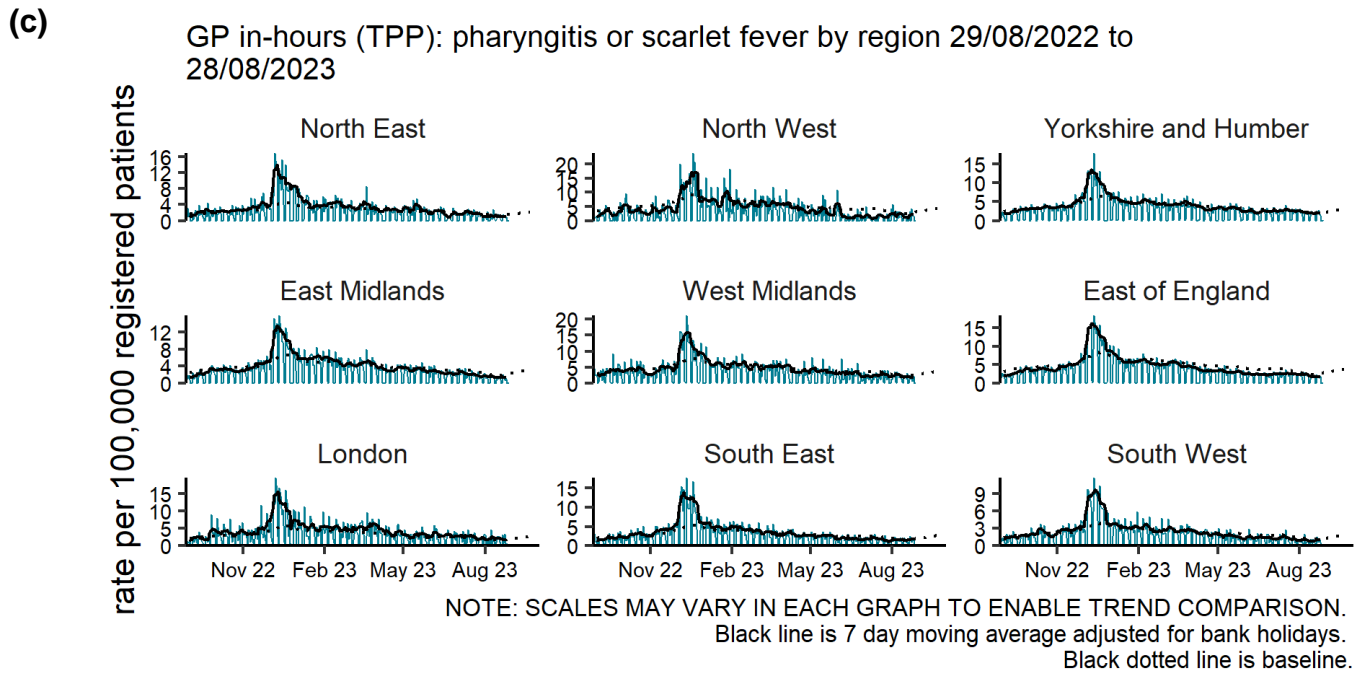 (c)
GP in-hours (TPP): pharyngitis or scarlet fever by region 29/08/2022 to
28/08/2023
rate per 100,000 registered patients
North East
16
12
8
4
0
North West
20
15
10
5
0
Yorkshire and Humber
15
10
5
0
East Midlands
12
8
4
0
West Midlands
20
15
10
5
0
East of England
15
10
5
0
London
15
10
5
0
Nov 22 Feb 23 May 23 Aug 23
South East
15
10
5
0
Nov 22 Feb 23 May 23 Aug 23
South West
9
6
3
0
Nov 22 Feb 23 May 23 Aug 23
NOTE: SCALES MAY VARY IN EACH GRAPH TO ENABLE TREND COMPARISON.
Black line is 7 day moving average adjusted for bank holidays.
Black dotted line is baseline.